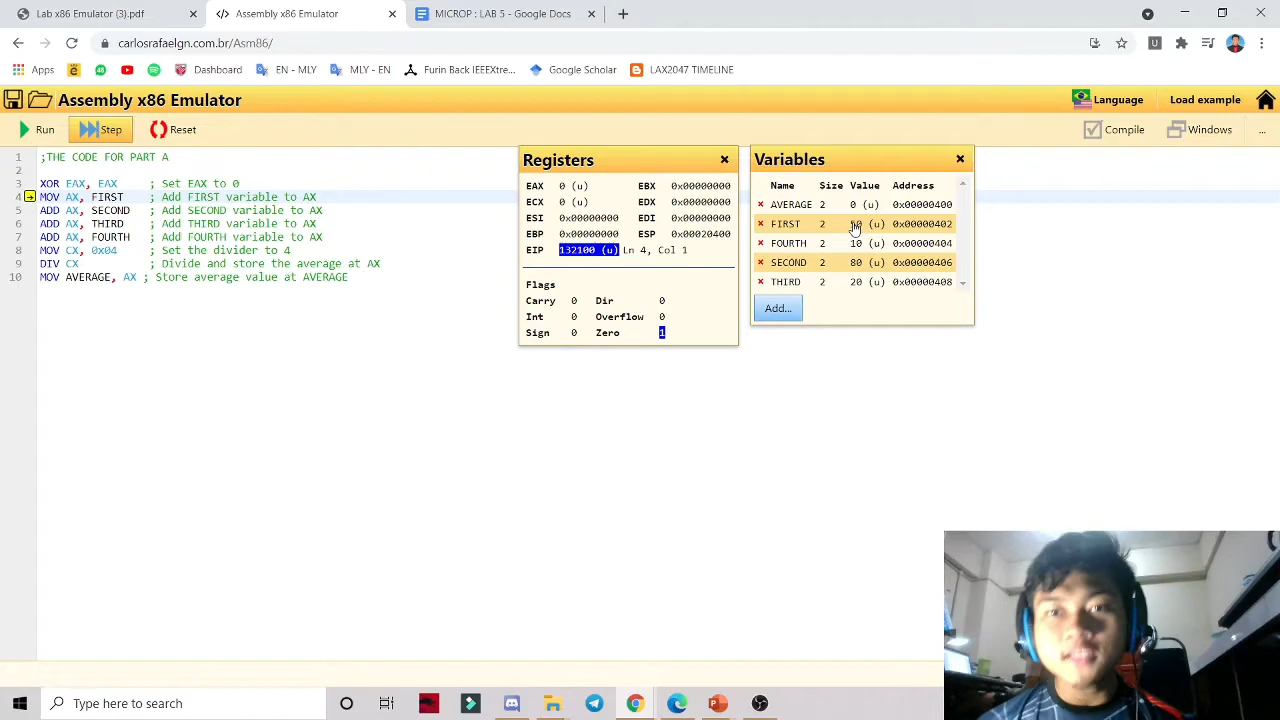 Lab x86 Emulator (3).pdf
Assembly x86 Emulator
MICROP : LAB 5 - Google Docs
carlosrafaelgn.com.br/Asm86/
Apps
Dashboard
EN - MLY
MLY - EN
Furin Back IEEEXtre...
Google Scholar
LAX2047 TIMELINE
Assembly x86 Emulator
Language
Load example
Run
Step
Reset
Compile
Windows
...
1 ;THE CODE FOR PART A
2
3 XOR EAX, EAX ; Set EAX to 0
4 MOV AX, FIRST ; Add FIRST variable to AX
5 ADD AX, SECOND ; Add SECOND variable to AX
6 ADD AX, THIRD ; Add THIRD variable to AX
7 ADD AX, FOURTH ; Add FOURTH variable to AX
8 MOV CX, 0x04 ; Set the divider to 4
9 DIV CX ; Divide and store the average at AX
10 MOV AVERAGE, AX ; Store average value at AVERAGE
Registers
EAX 0 (u) EBX 0x00000000
ECX 0 (u) EDX 0x00000000
ESI 0x00000000 EDI 0x00000000
EBP 0x00000000 ESP 0x00020400
EIP 132100 (u) Ln 4, Col 1
Flags
Carry 0 Dir 0
Int 0 Overflow 0
Sign 0 Zero 1
Variables
Name Size Value Address
AVERAGE 2 0 (u) 0x00000400
FIRST 2 (u) 0x00000402
FOURTH 2 10 (u) 0x00000404
SECOND 2 80 (u) 0x00000406
THIRD 2 20 (u) 0x00000408
Add...
Type here to search